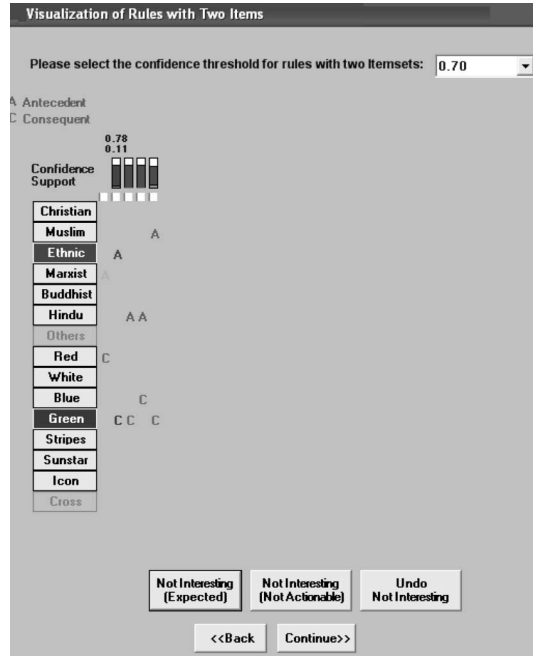 Visualization of Rules with Two Items
Please select the confidence threshold for rules with two Itemsets: 0.70
A Antecedent
C Consequent
0.78
0.11
Confidence
Support
Christian
Muslim A
Ethnic A
Marxist A
Buddhist
Hindu A A
Others
Red C
White
Blue C
Green C C C
Stripes
Sunstar
Icon
Cross
Not Interesting (Expected) Not Interesting (Not Actionable) Undo Not Interesting
<<Back Continue>>